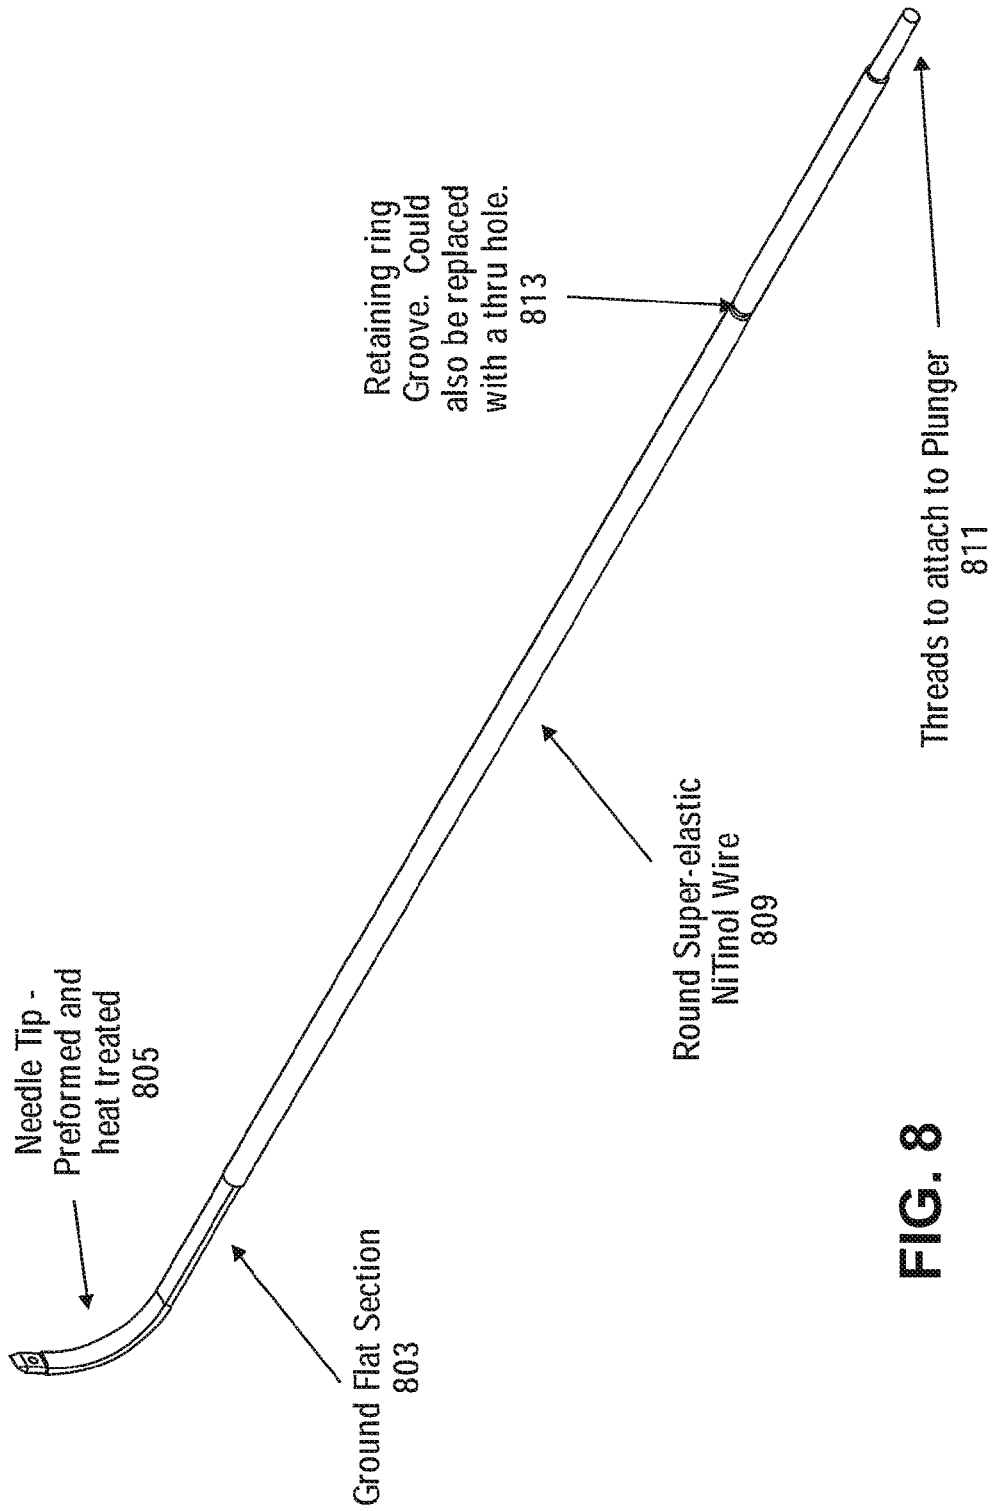 Needle Tip -
Preformed and
heat treated
805
Retaining ring
Groove. Could
also be replaced
with a thru hole.
813
Ground Flat Section
803
Round Super-elastic
NiTinol Wire
809
Threads to attach to Plunger
811
FIG. 8